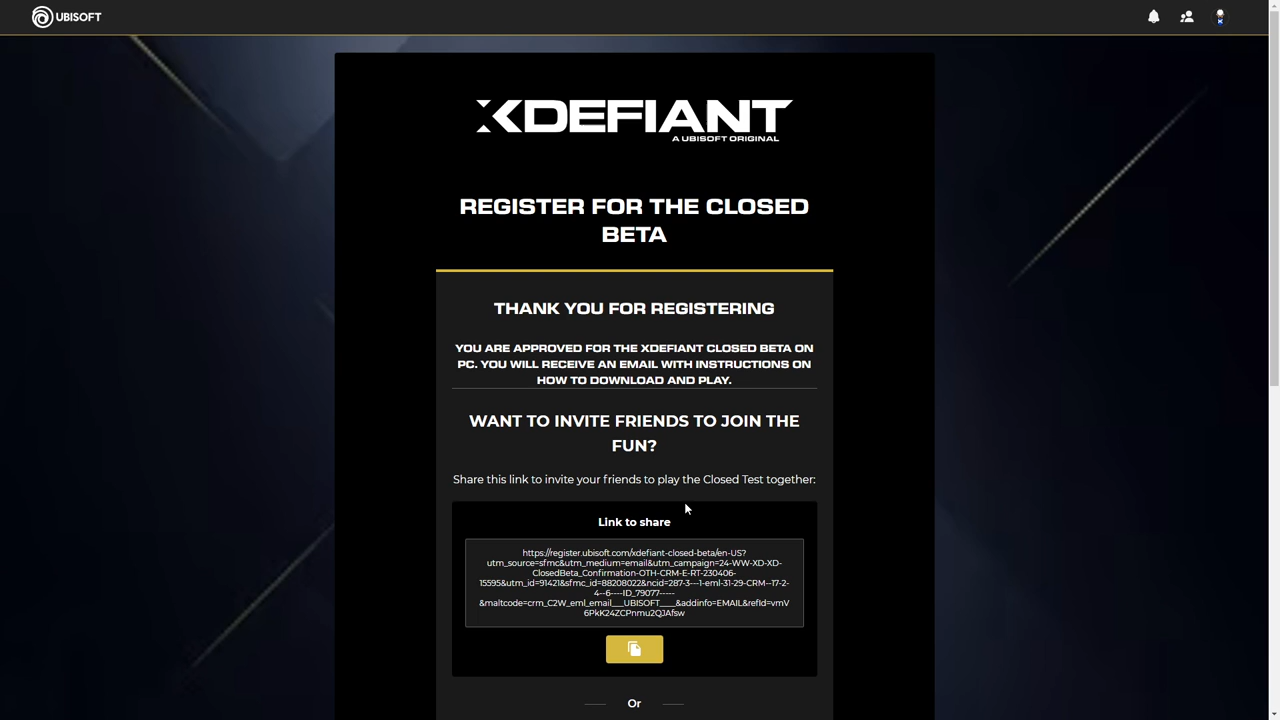 UBISOFT
XDEFIANT
A UBISOFT ORIGINAL
REGISTER FOR THE CLOSED
BETA
THANK YOU FOR REGISTERING
YOU ARE APPROVED FOR THE XDEFIANT CLOSED BETA ON
PC. YOU WILL RECEIVE AN EMAIL WITH INSTRUCTIONS ON
HOW TO DOWNLOAD AND PLAY.
WANT TO INVITE FRIENDS TO JOIN THE
FUN?
Share this link to invite your friends to play the Closed Test together:
Link to share
https://register.ubisoft.com/xdefiant-closed-beta/en-US?
utm_source=sfmc&utm_medium=email&utm_campaign=24-WW-XD-XD-
ClosedBeta_Confirmation-OTH-CRM-E-RT-230406-
15595&utm_id=91421&sfmc_id=88208022&ncid=287-3---1-eml-31-29-CRM--17-2-
4--6----ID_79077-----
&maltcode=crm_C2W_eml_email___UBISOFT____&addinfo=EMAIL&refId=vmV
6PkK24ZCPnmu2QJAfsw
Or